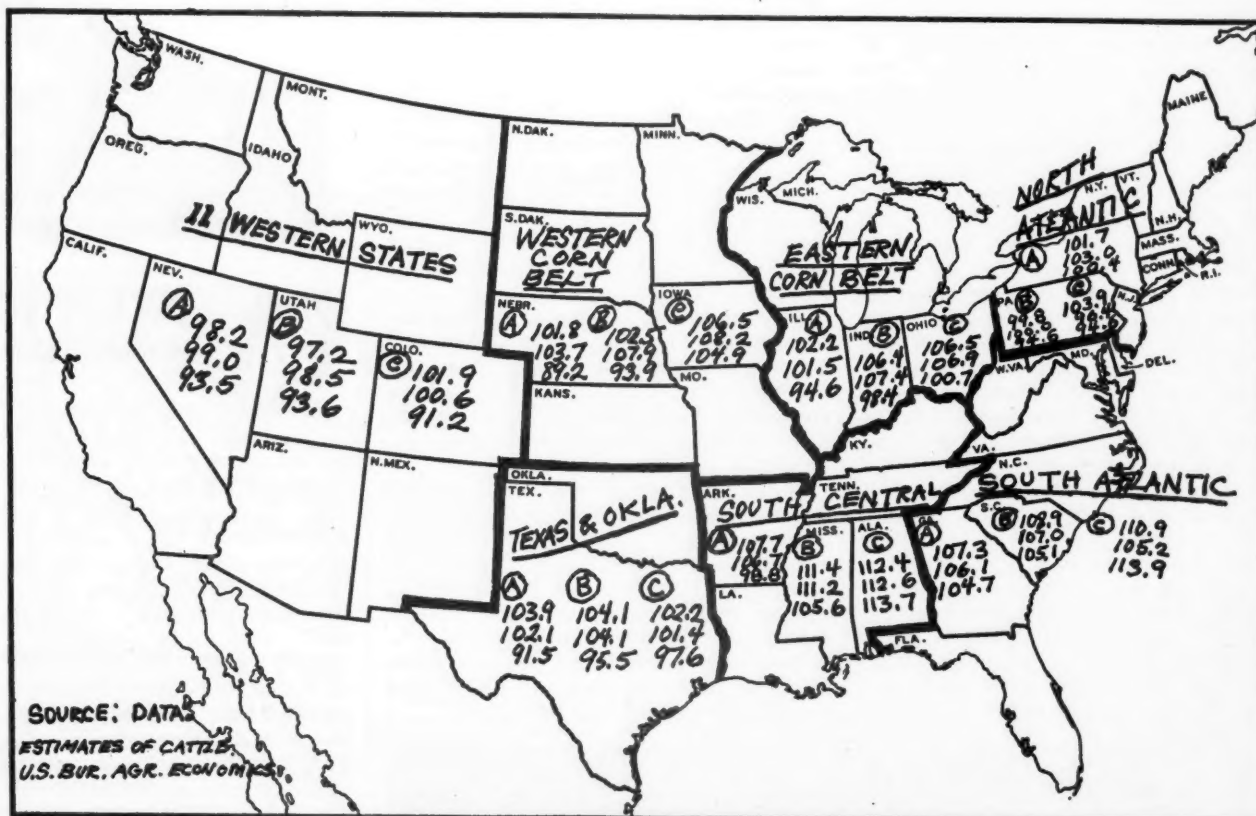 WASH.
MONT.
N.DAK.
MINN.
MAINE
OREG.
IDAHO
WIS.
MICH.
NORTH ATLANTIC
N.Y.
VT.
N.H.
MASS.
CONN.
R.I.
S.DAK.
WYO.
11 WESTERN STATES
WESTERN
CORN
BELT
EASTERN
CORN BELT
CALIF.
NEV.
UTAH
COLO.
NEBR.
IOWA
ILL.
IND.
OHIO
PA.
N.J.
MD.
DEL.
W.VA.
VA.
A
98.2
99.0
93.5
B
97.2
98.5
93.6
C
101.9
100.6
91.2
A
101.8
103.7
89.2
B
102.5
107.9
93.9
C
106.5
108.2
104.9
A
102.2
101.5
94.6
B
106.4
107.4
98.4
C
106.5
106.9
100.7
A
101.7
103.0
B
C
103.9
KANS.
MO.
KY.
ARIZ.
N.MEX.
OKLA.
TEX.
TEXAS & OKLA.
A
103.9
102.1
91.5
B
104.1
104.1
95.5
C
102.2
101.4
97.6
ARK.
TENN.
SOUTH CENTRAL
LA.
MISS.
ALA.
A
107.7
106.7
B
111.4
111.2
105.6
C
112.4
112.6
113.7
N.C.
S.C.
GA.
FLA.
SOUTH ATLANTIC
A
107.3
106.1
104.7
B
108.9
107.0
105.1
C
110.9
105.2
113.9
SOURCE: DATA
ESTIMATES OF CATTLE.
U.S. BUR. AGR. ECONOMICS.